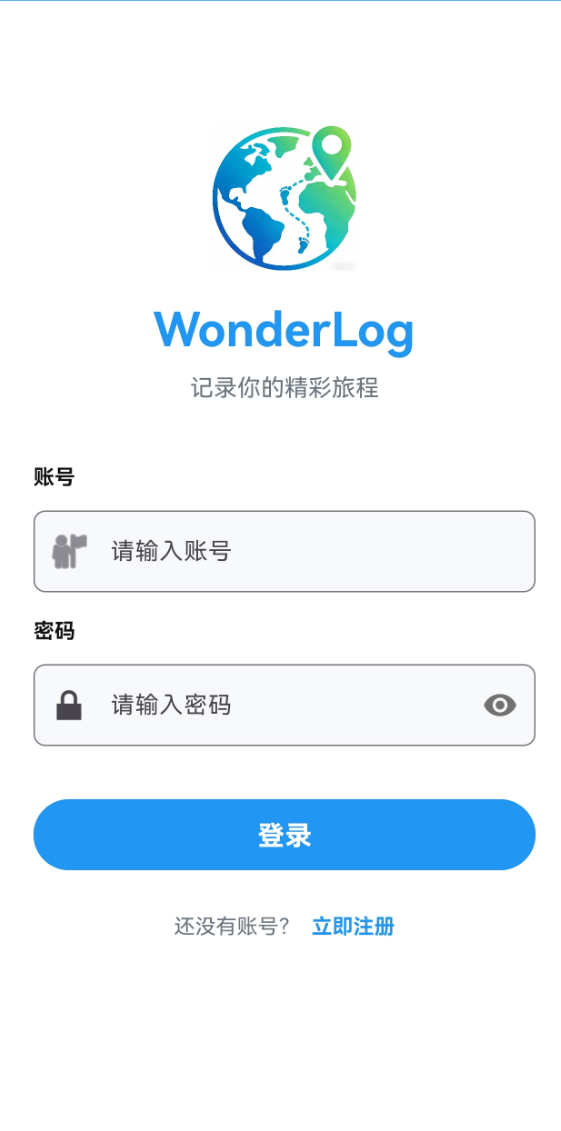 WonderLog
记录你的精彩旅程
账号
请输入账号
密码
请输入密码
登录
还没有账号? 立即注册